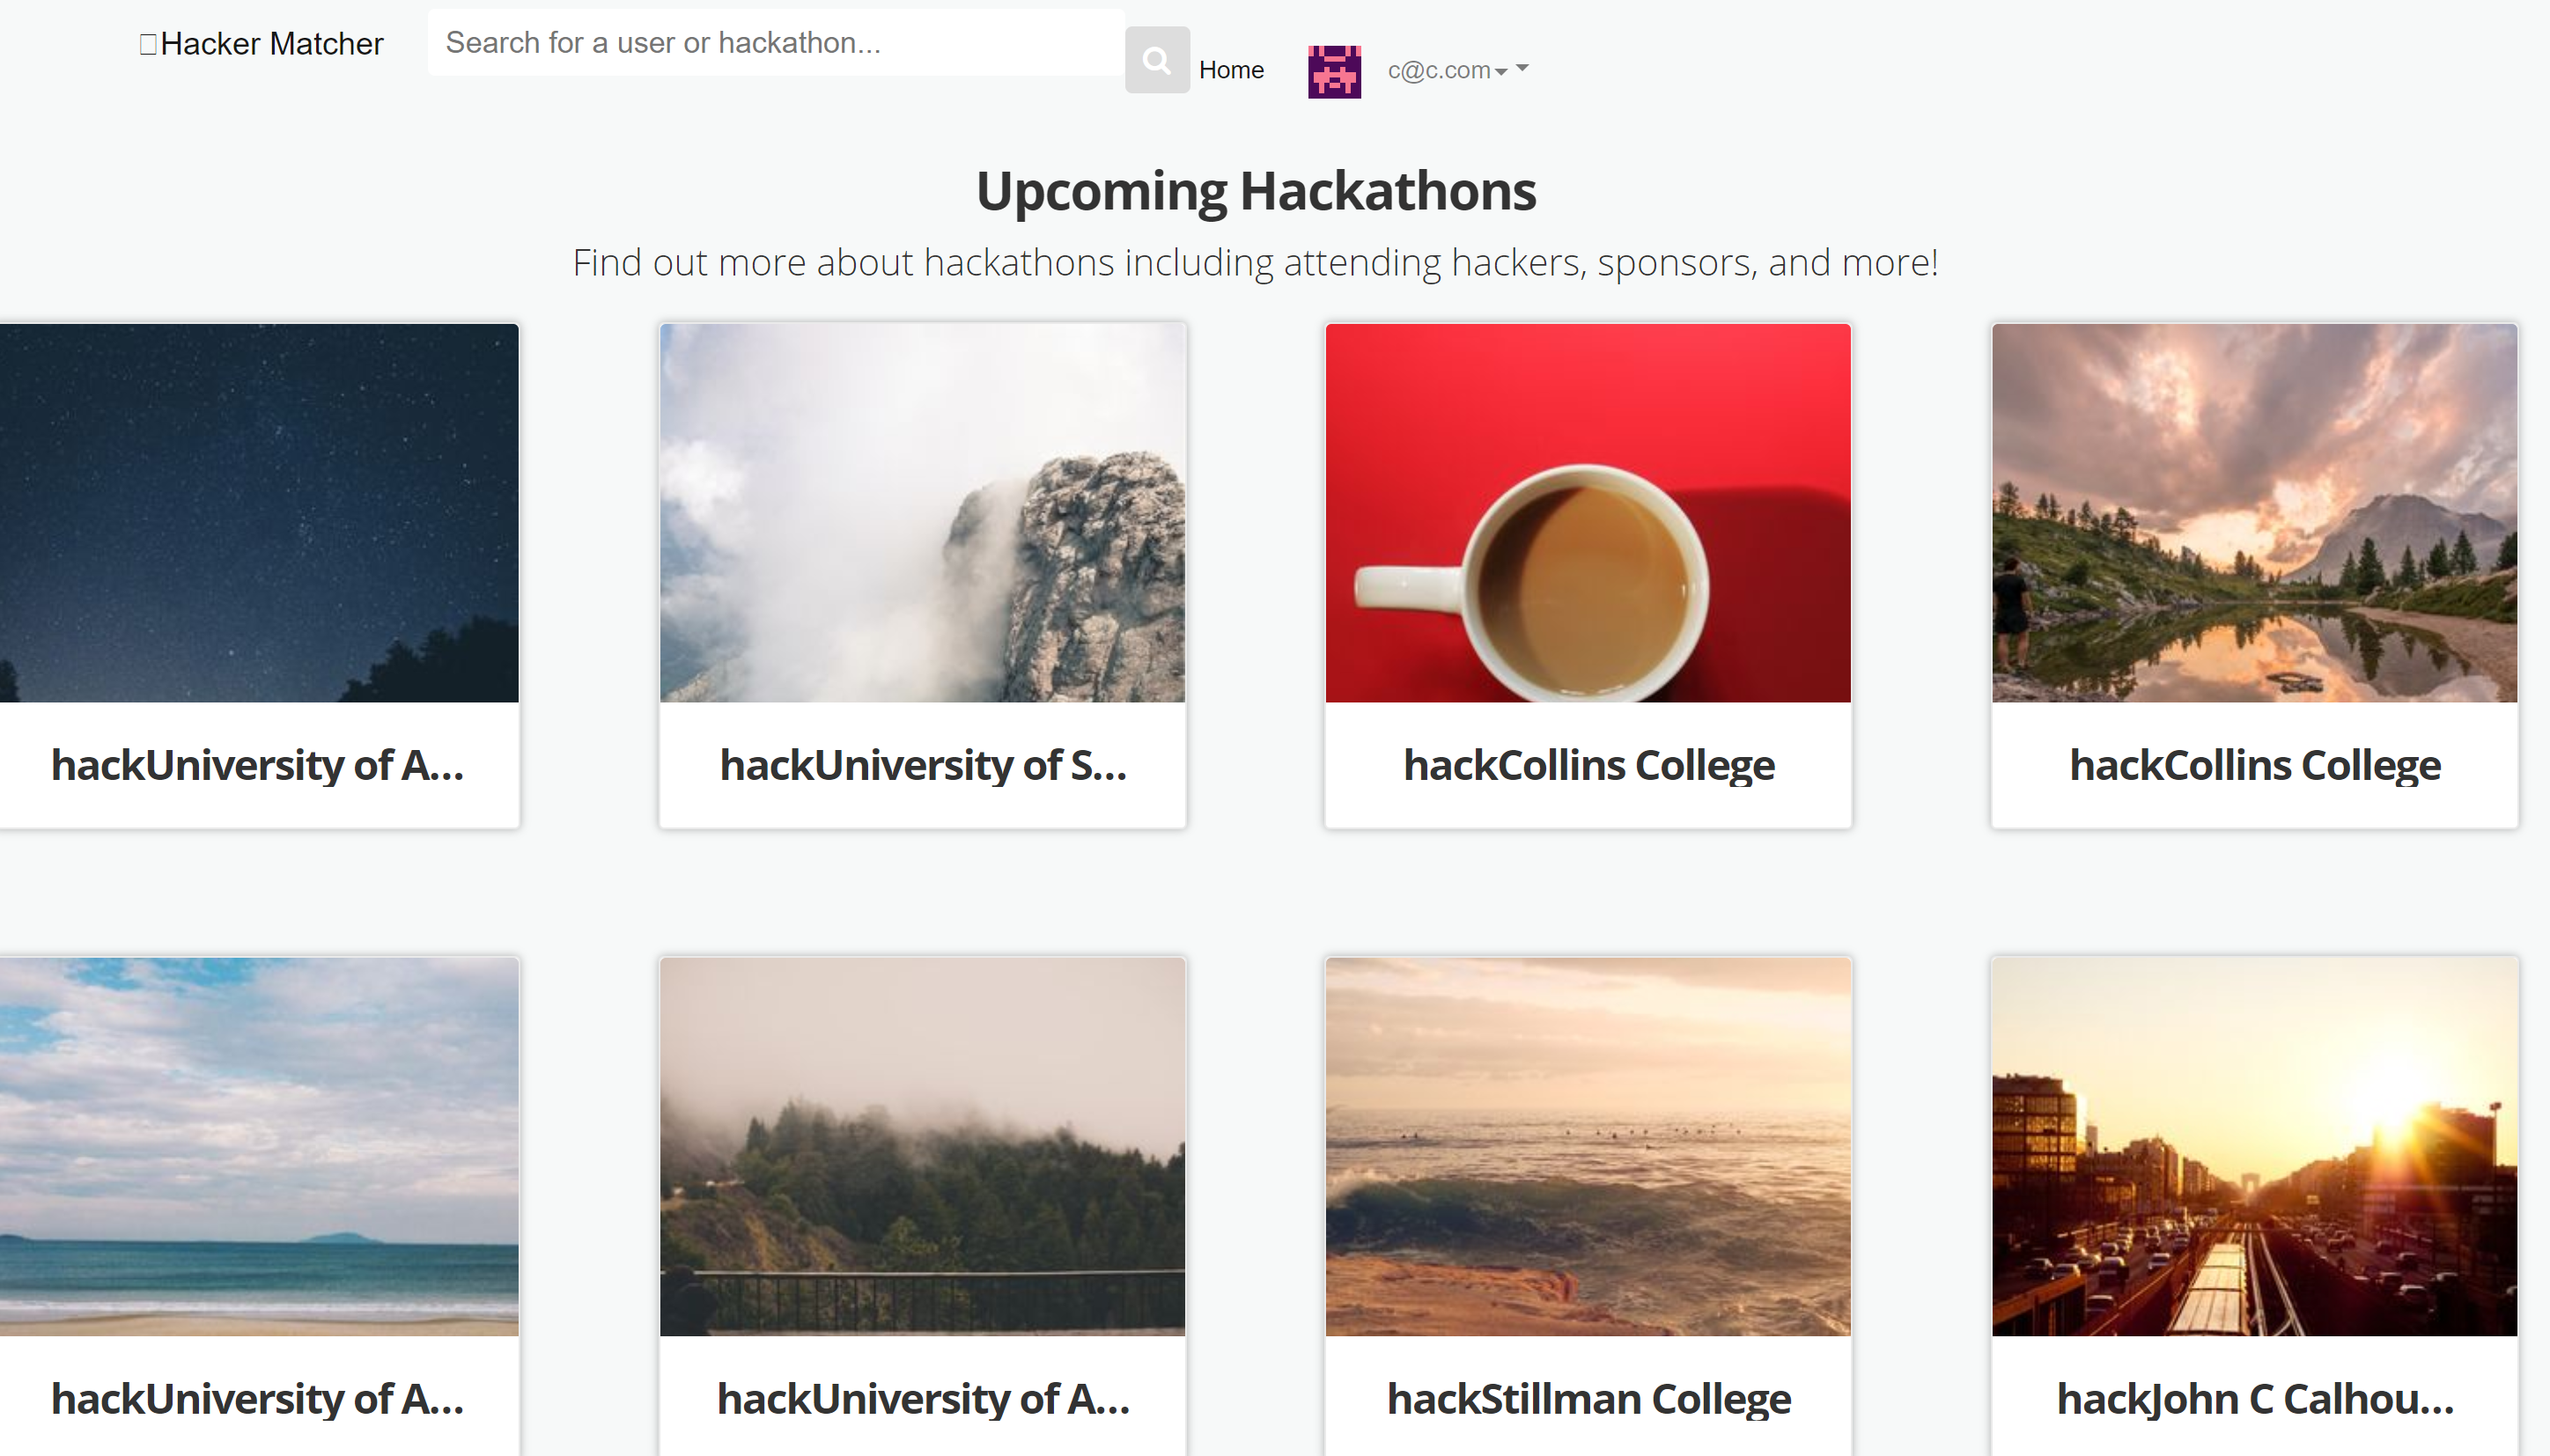 Hacker Matcher
Search for a user or hackathon...
Home
c@c.com
Upcoming Hackathons
Find out more about hackathons including attending hackers, sponsors, and more!
hackUniversity of A...
hackUniversity of S...
hackCollins College
hackCollins College
hackUniversity of A...
hackUniversity of A...
hackStillman College
hackJohn C Calhou...